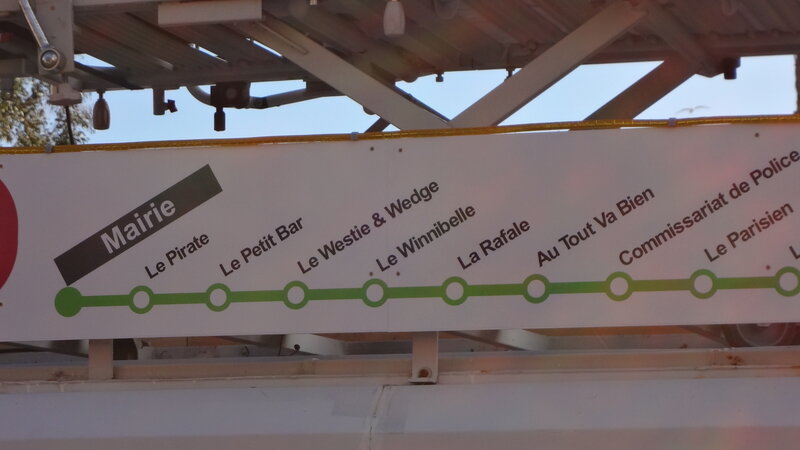 Mairie
Le Pirate
Le Petit Bar
Le Westie & Wedge
Le Winnibelle
La Rafale
Au Tout Va Bien
Commissariat de Police
Le Parisien